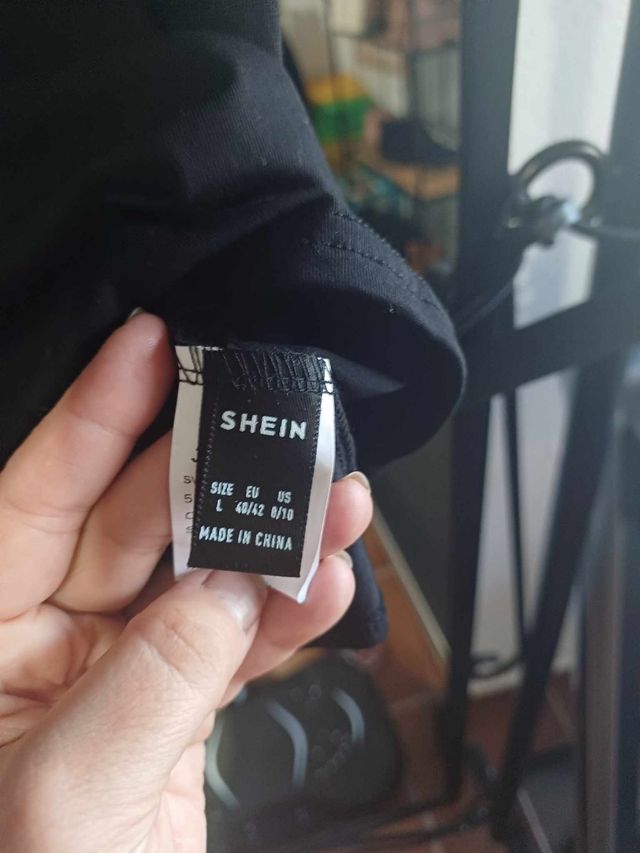 SHEIN
SIZE EU US
L 40/42 8/10
MADE IN CHINA